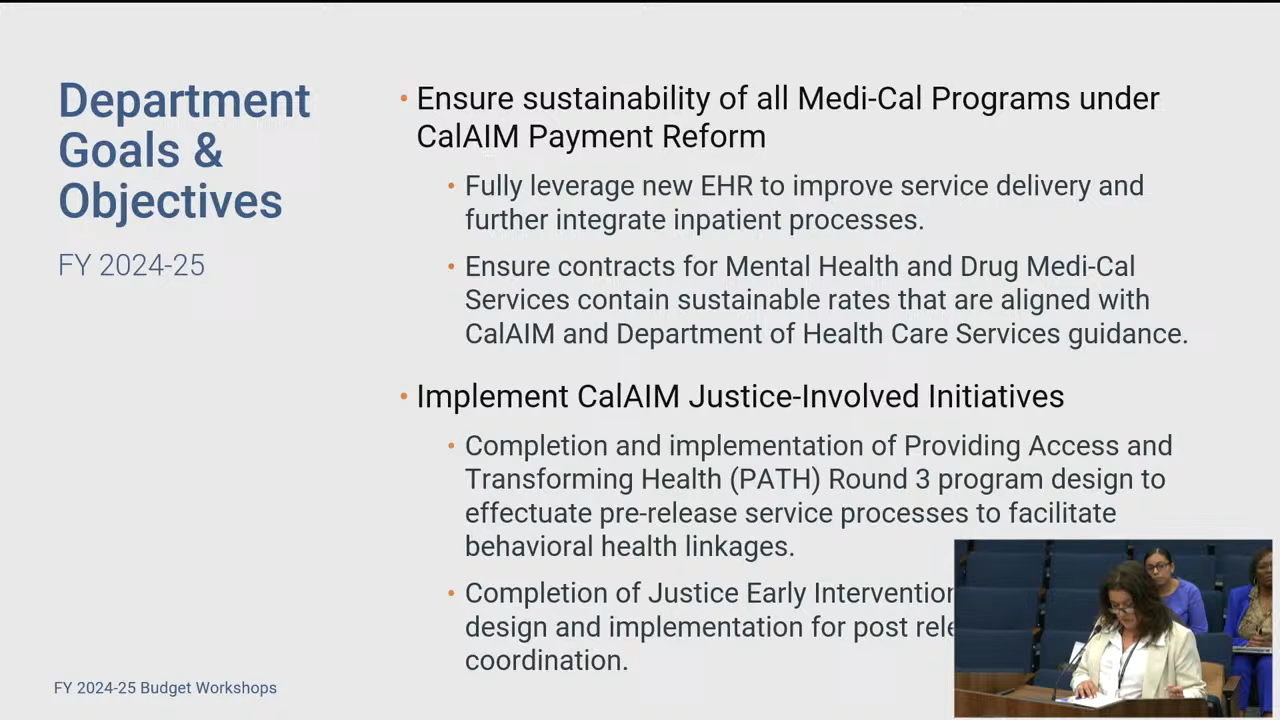 Department
Goals &
Objectives
FY 2024-25
• Ensure sustainability of all Medi-Cal Programs under
CalAIM Payment Reform
• Fully leverage new EHR to improve service delivery and
further integrate inpatient processes.
• Ensure contracts for Mental Health and Drug Medi-Cal
Services contain sustainable rates that are aligned with
CalAIM and Department of Health Care Services guidance.
• Implement CalAIM Justice-Involved Initiatives
• Completion and implementation of Providing Access and
Transforming Health (PATH) Round 3 program design to
effectuate pre-release service processes to facilitate
behavioral health linkages.
• Completion of Justice Early Intervention
design and implementation for post
coordination.
FY 2024-25 Budget Workshops